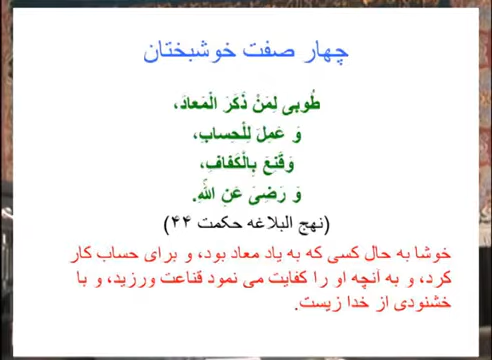 چهار صفت خوشبختان
طُوبی لِمَنْ ذَکَرَ الْمَعادَ،
وَ عَمِلَ لِلْحِسابِ،
وَقَنِعَ بِالْکَفافِ،
وَ رَضِیَ عَنِ اللّهِ.
(نهج البلاغه حکمت ۴۴)
خوشا به حال کسی که به یاد معاد بود، و برای حساب کار
کرد، و به آنچه او را کفایت می نمود قناعت ورزید، و با
خشنودی از خدا زیست.